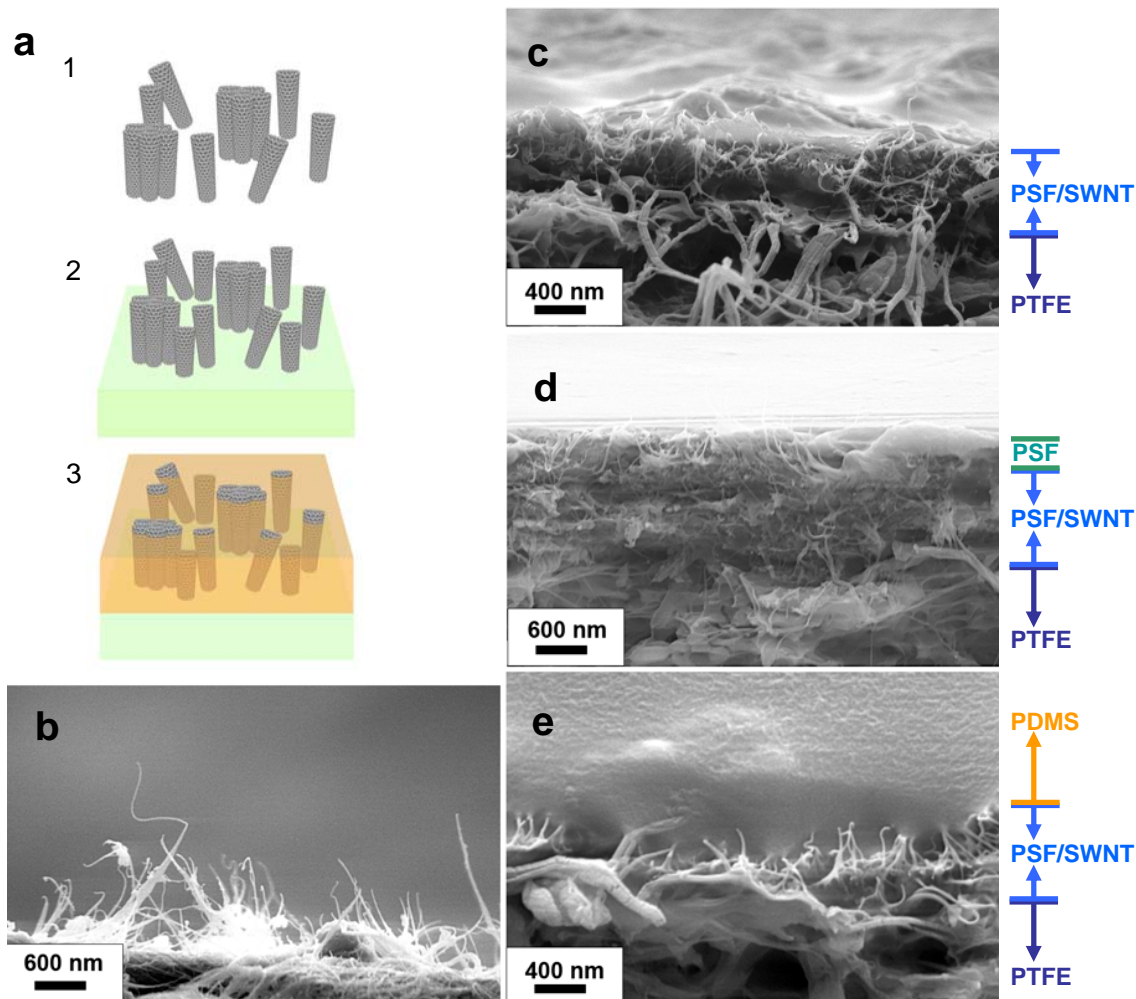 a
1
2
3
b
600 nm
c
400 nm
PSF/SWNT
PTFE
d
600 nm
PSF
PSF/SWNT
PTFE
e
400 nm
PDMS
PSF/SWNT
PTFE